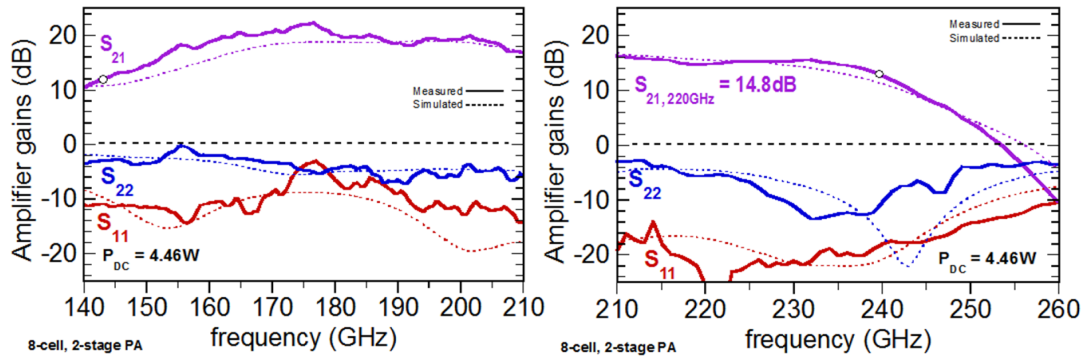 Amplifier gains (dB)
20
10
0
-10
-20
S21
Measured
Simulated
S22
S11
PDC = 4.46W
140 150 160 170 180 190 200 210
frequency (GHz)
8-cell, 2-stage PA
Amplifier gains (dB)
20
10
0
-10
-20
Measured
Simulated
S21, 220GHz = 14.8dB
S22
S11
PDC = 4.46W
210 220 230 240 250 260
frequency (GHz)
8-cell, 2-stage PA